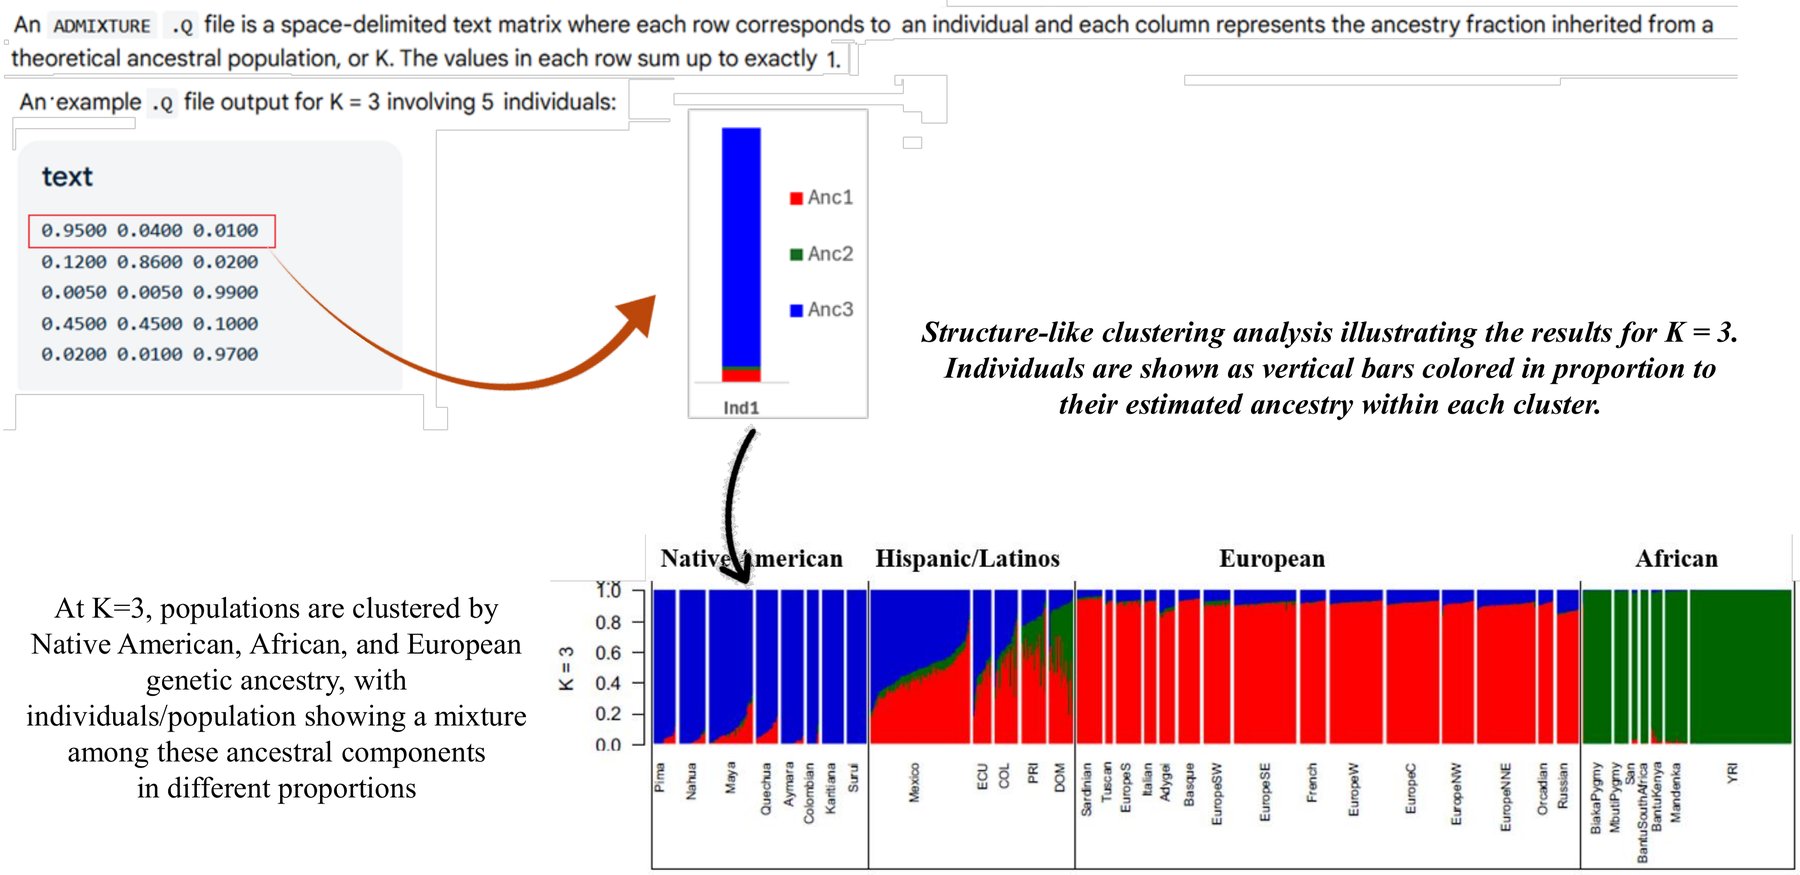 An ADMIXTURE .Q file is a space-delimited text matrix where each row corresponds to an individual and each column represents the ancestry fraction inherited from a
theoretical ancestral population, or K. The values in each row sum up to exactly 1.
An example .Q file output for K = 3 involving 5 individuals:
text
0.9500 0.0400 0.0100
0.1200 0.8600 0.0200
0.0050 0.0050 0.9900
0.4500 0.4500 0.1000
0.0200 0.0100 0.9700
Anc1
Anc2
Anc3
Ind1
Structure-like clustering analysis illustrating the results for K = 3.
Individuals are shown as vertical bars colored in proportion to
their estimated ancestry within each cluster.
At K=3, populations are clustered by
Native American, African, and European
genetic ancestry, with
individuals/population showing a mixture
among these ancestral components
in different proportions
Native American
Hispanic/Latinos
European
African
K = 3
1.0
0.8
0.6
0.4
0.2
0.0
Pima
Nahua
Maya
Quechua
Aymara
Colombian
Karitiana
Surui
Mexico
ECU
COL
PRI
DOM
Sardinian
Tuscan
EuropeS
Italian
Adygei
Basque
EuropeSW
EuropeSE
French
EuropeW
EuropeC
EuropeNW
EuropeNNE
Orcadian
Russian
BiakaPygmy
MbutiPygmy
San
BantuSouthAfrica
BantuKenya
Mandenka
YRI